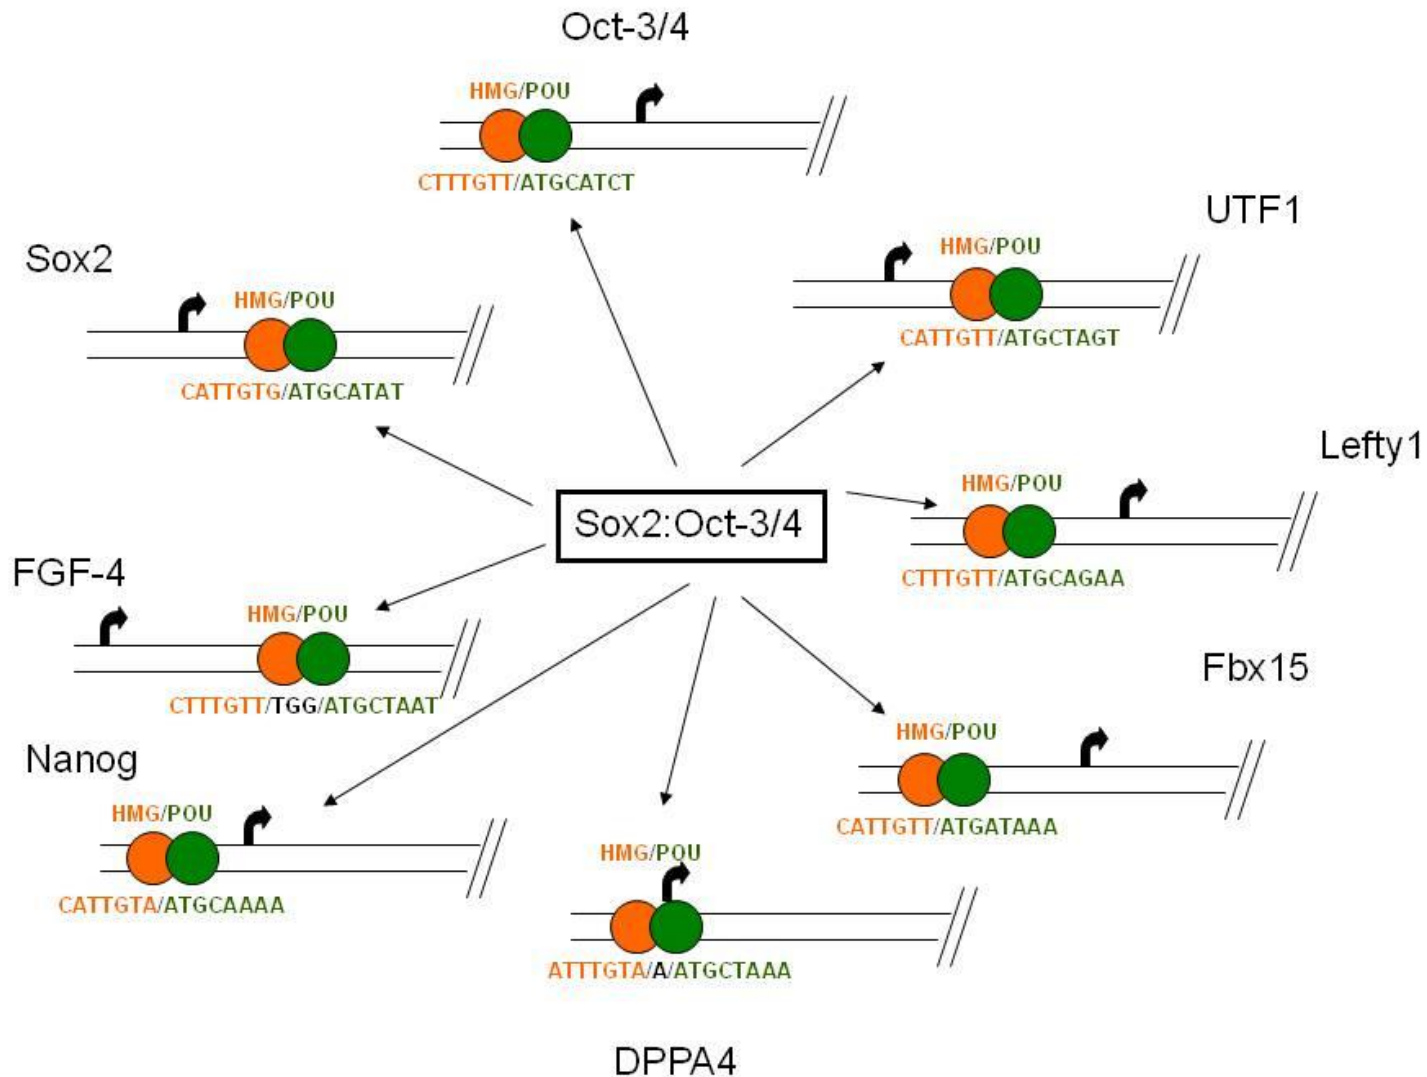 Oct-3/4
HMG/POU
CTTTGTT/ATGCATCT
UTF1
HMG/POU
CATTGTT/ATGCTAGT
Sox2
HMG/POU
CATTGTG/ATGCATAT
Lefty1
HMG/POU
CTTTGTT/ATGCAGAA
Sox2:Oct-3/4
FGF-4
HMG/POU
CTTTGTT/TGG/ATGCTAAT
Fbx15
HMG/POU
CATTGTT/ATGATAAA
Nanog
HMG/POU
CATTGTA/ATGCAAAA
HMG/POU
ATTTGTA/A/ATGCTAAA
DPPA4